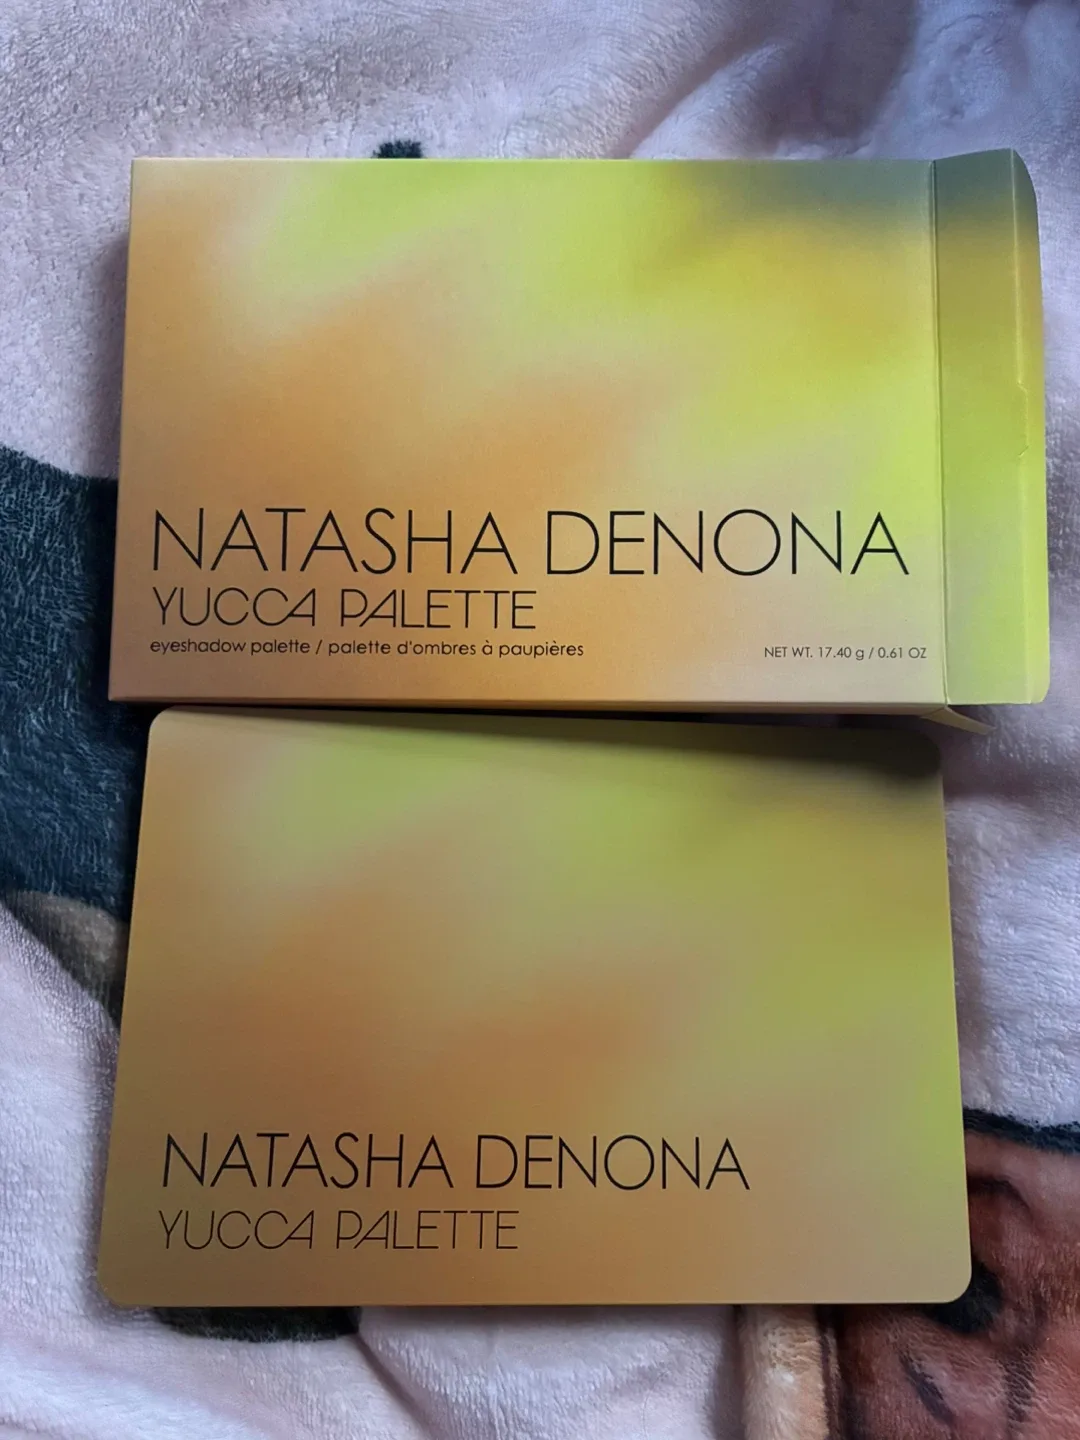 NATASHA DENONA
YUCCA PALETTE
eyeshadow palette / palette d'ombres à paupières
NET WT. 17.40 g / 0.61 OZ
NATASHA DENONA
YUCCA PALETTE